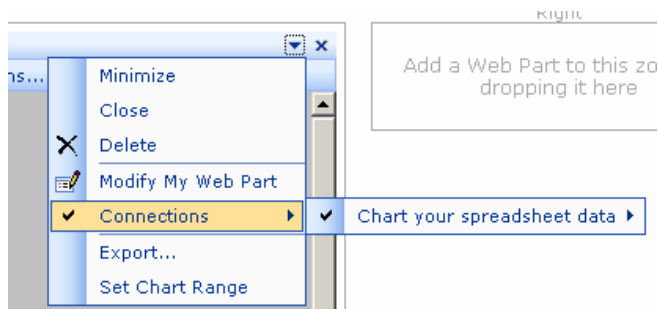 Right
ns...
Minimize
Add a Web Part to this zo
dropping it here
Close
Delete
Modify My Web Part
Connections
Chart your spreadsheet data
Export...
Set Chart Range